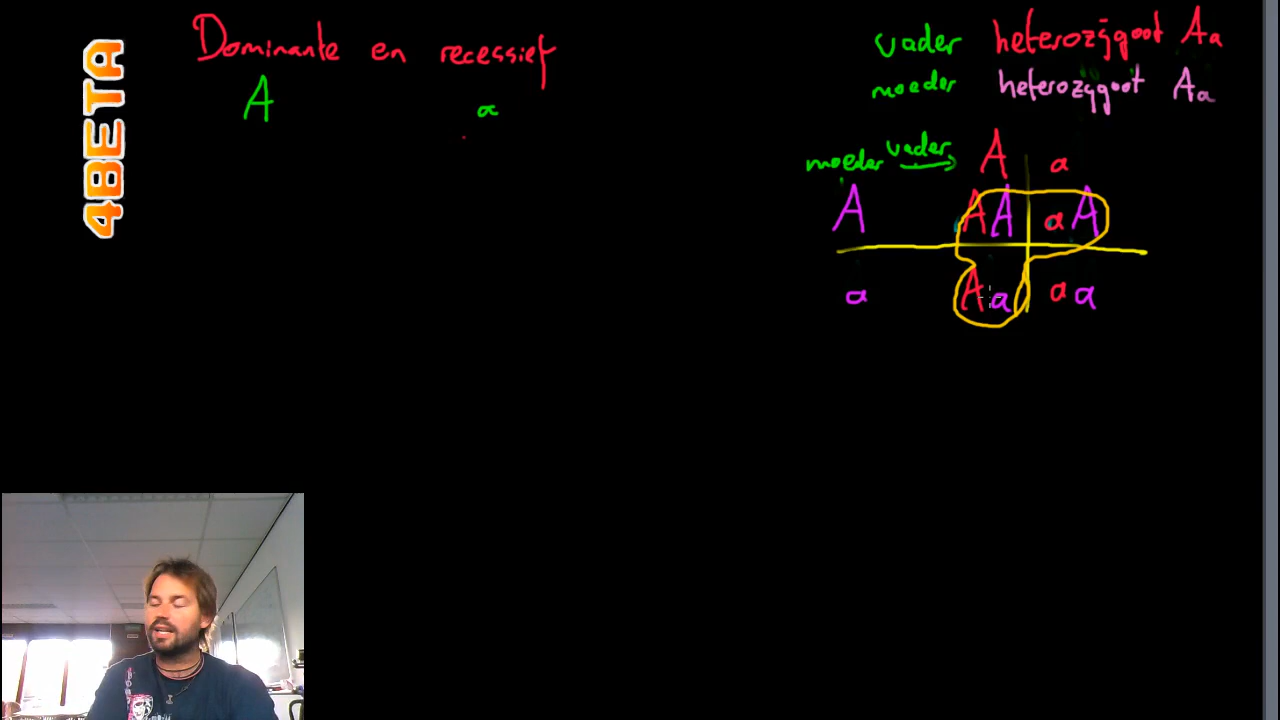 4BETA
Dominante en recessief
A a
vader heterozygoot Aa
moeder heterozygoot Aa
moeder vader A a
A AA aA
a Aa aa